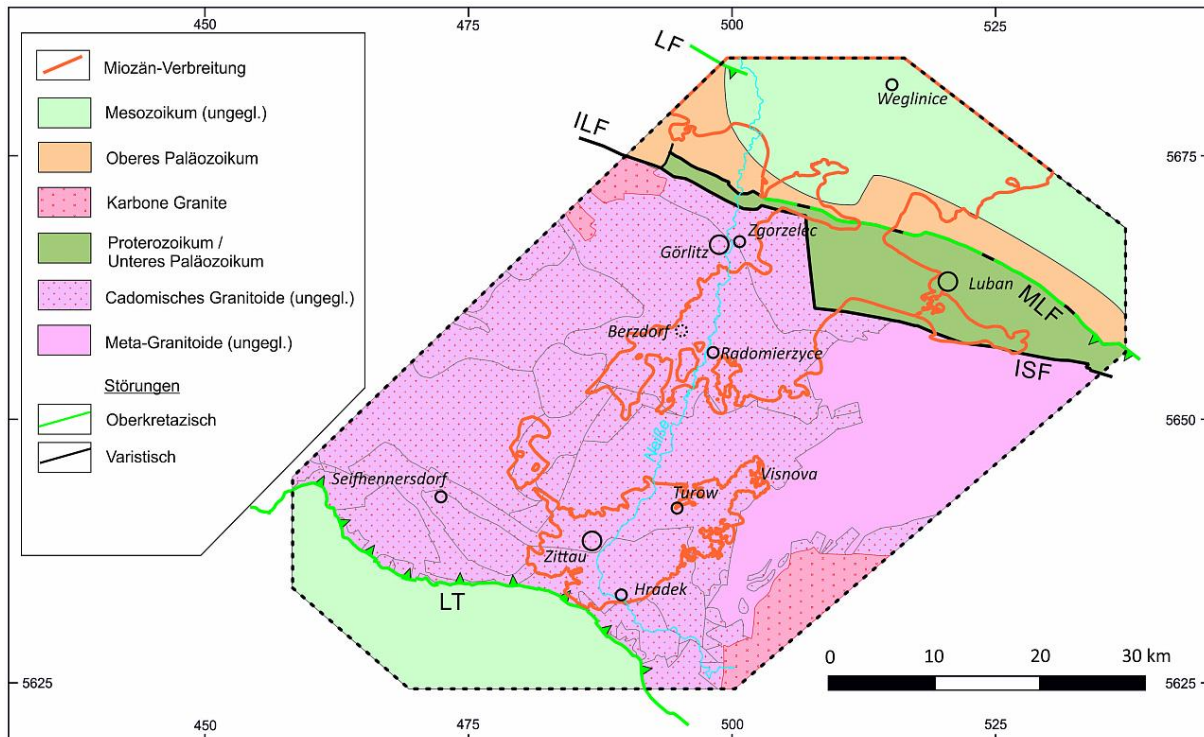 450
475
500
525
Miozän-Verbreitung
Mesozoikum (ungegl.)
Oberes Paläozoikum
Karbone Granite
Proterozoikum /
Unteres Paläozoikum
Cadomisches Granitoide (ungegl.)
Meta-Granitoide (ungegl.)
Störungen
Oberkretazisch
Varistisch
LF
Weglinice
ILF
5675
5675
Zgorzelec
Görlitz
Luban
MLF
Berzdorf
Radomierzyce
ISF
5650
5650
Neiße
Seifhennersdorf
Visnova
Turow
Zittau
Hradek
LT
0 10 20 30 km
5625
5625
450
475
500
525